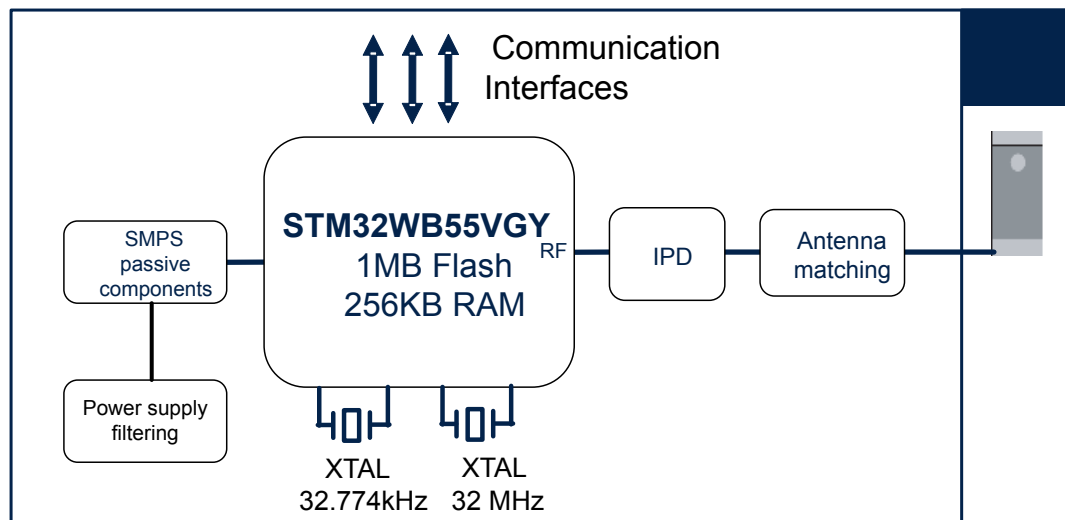 Communication
Interfaces
STM32WB55VGY
1MB Flash
256KB RAM
RF
SMPS
passive
components
Power supply
filtering
IPD
Antenna
matching
XTAL
32.774kHz
XTAL
32 MHz